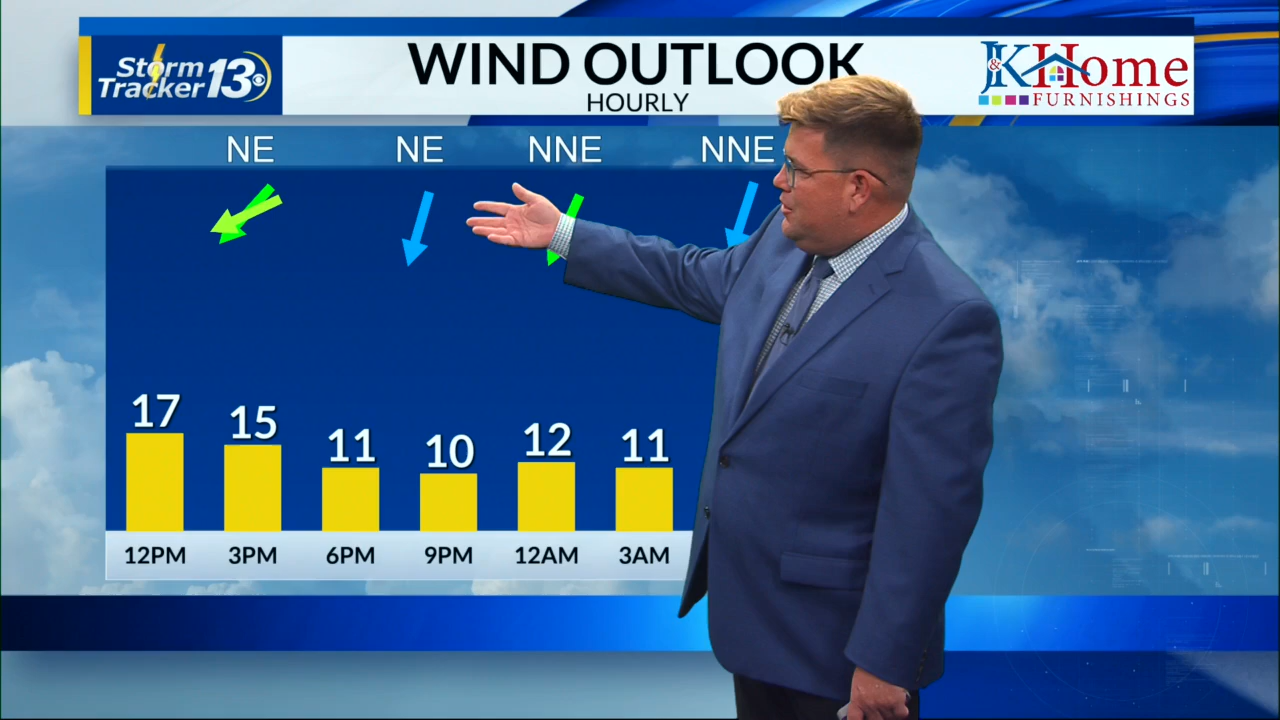 Storm
Tracker 13
WIND OUTLOOK
HOURLY
J&K Home
FURNISHINGS
NE NE NNE NNE
17 15 11 10 12 11
12PM 3PM 6PM 9PM 12AM 3AM